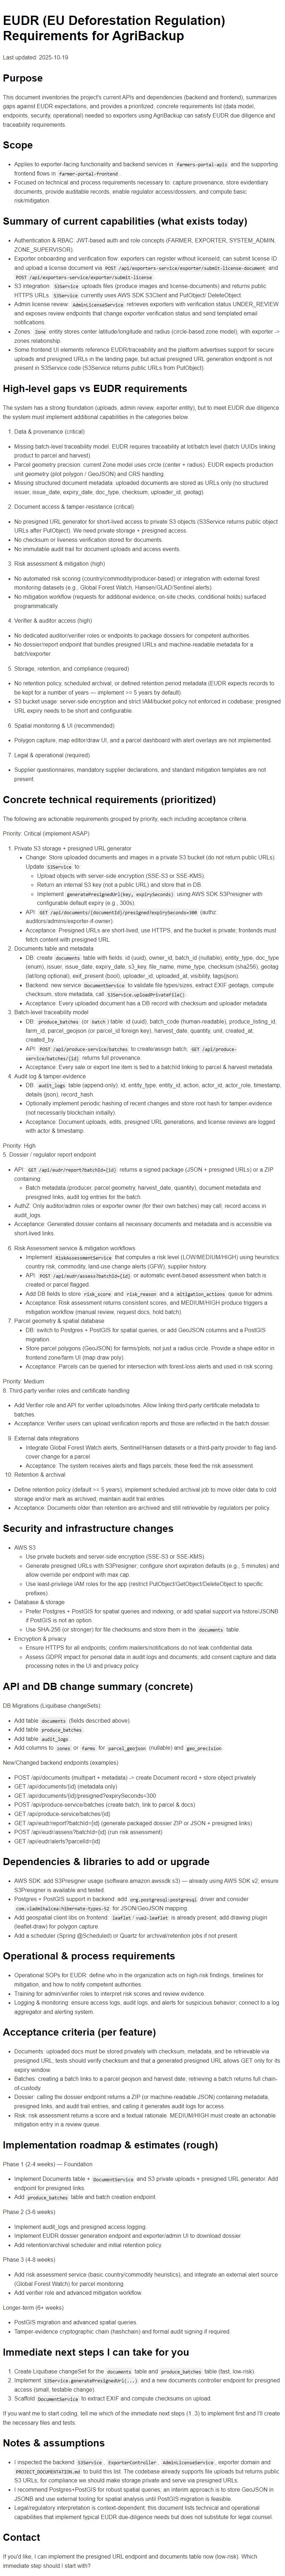 EUDR (EU Deforestation Regulation)
Requirements for AgriBackup
Last updated: 2025-10-19
Purpose
This document inventories the project's current APIs and dependencies (backend and frontend), summarizes
gaps against EUDR expectations, and provides a prioritized, concrete requirements list (data model,
endpoints, security, operational) needed so exporters using AgriBackup can satisfy EUDR due diligence and
traceability requirements.
Scope
• Applies to exporter-facing functionality and backend services in farmers-portal-apis and the supporting
frontend flows in farmer-portal-frontend.
• Focused on technical and process requirements necessary to: capture provenance, store evidentiary
documents, provide auditable records, enable regulator access/dossiers, and compute basic
risk/mitigation.
Summary of current capabilities (what exists today)
• Authentication & RBAC: JWT-based auth and role concepts (FARMER, EXPORTER, SYSTEM_ADMIN,
ZONE_SUPERVISOR).
• Exporter onboarding and verification flow: exporters can register without licenseId, can submit license ID
and upload a license document via POST /api/exporters-service/exporter/submit-license-document and
POST /api/exporters-service/exporter/submit-license.
• S3 integration: S3Service uploads files (produce images and license-documents) and returns public
HTTPS URLs. S3Service currently uses AWS SDK S3Client and PutObject/ DeleteObject.
• Admin license review: AdminLicenseService retrieves exporters with verification status UNDER_REVIEW
and exposes review endpoints that change exporter verification status and send templated email
notifications.
• Zones: Zone entity stores center latitude/longitude and radius (circle-based zone model), with exporter ->
zones relationship.
• Some frontend UI elements reference EUDR/traceability and the platform advertises support for secure
uploads and presigned URLs in the landing page, but actual presigned URL generation endpoint is not
present in S3Service code (S3Service returns public URLs from PutObject).
High-level gaps vs EUDR requirements
The system has a strong foundation (uploads, admin review, exporter entity), but to meet EUDR due diligence
the system must implement additional capabilities in the categories below.
1. Data & provenance (critical)
• Missing batch-level traceability model. EUDR requires traceability at lot/batch level (batch UUIDs linking
product to parcel and harvest).
• Parcel geometry precision: current Zone model uses circle (center + radius). EUDR expects production
unit geometry (plot polygon / GeoJSON) and CRS handling.
• Missing structured document metadata: uploaded documents are stored as URLs only (no structured
issuer, issue_date, expiry_date, doc_type, checksum, uploader_id, geotag).
2. Document access & tamper-resistance (critical)
• No presigned URL generator for short-lived access to private S3 objects (S3Service returns public object
URLs after PutObject). We need private storage + presigned access.
• No checksum or liveness verification stored for documents.
• No immutable audit trail for document uploads and access events.
3. Risk assessment & mitigation (high)
• No automated risk scoring (country/commodity/producer-based) or integration with external forest
monitoring datasets (e.g., Global Forest Watch, Hansen/GLAD/Sentinel alerts).
• No mitigation workflow (requests for additional evidence, on-site checks, conditional holds) surfaced
programmatically.
4. Verifier & auditor access (high)
• No dedicated auditor/verifier roles or endpoints to package dossiers for competent authorities.
• No dossier/report endpoint that bundles presigned URLs and machine-readable metadata for a
batch/exporter.
5. Storage, retention, and compliance (required)
• No retention policy, scheduled archival, or defined retention period metadata (EUDR expects records to
be kept for a number of years — implement >= 5 years by default).
• S3 bucket usage: server-side encryption and strict IAM/bucket policy not enforced in codebase; presigned
URL expiry needs to be short and configurable.
6. Spatial monitoring & UI (recommended)
• Polygon capture, map editor/draw UI, and a parcel dashboard with alert overlays are not implemented.
7. Legal & operational (required)
• Supplier questionnaires, mandatory supplier declarations, and standard mitigation templates are not
present.
Concrete technical requirements (prioritized)
The following are actionable requirements grouped by priority, each including acceptance criteria.
Priority: Critical (implement ASAP)
1. Private S3 storage + presigned URL generator
• Change: Store uploaded documents and images in a private S3 bucket (do not return public URLs).
Update S3Service to:
Upload objects with server-side encryption (SSE-S3 or SSE-KMS).
Return an internal S3 key (not a public URL) and store that in DB.
Implement generatePresignedUrl(key, expirySeconds) using AWS SDK S3Presigner with
configurable default expiry (e.g., 300s).
• API: GET /api/documents/{documentId}/presigned?expirySeconds=300 (authz:
auditors/admins/exporter-if-owner).
• Acceptance: Presigned URLs are short-lived, use HTTPS, and the bucket is private; frontends must
fetch content with presigned URL.
2. Documents table and metadata
• DB: create documents table with fields: id (uuid), owner_id, batch_id (nullable), entity_type, doc_type
(enum), issuer, issue_date, expiry_date, s3_key, file_name, mime_type, checksum (sha256), geotag
(lat/long optional), exif_present (bool), uploader_id, uploaded_at, visibility, tags(json).
• Backend: new service DocumentService to validate file types/sizes, extract EXIF geotags, compute
checksum, store metadata, call S3Service.uploadPrivateFile().
• Acceptance: Every uploaded document has a DB record with checksum and uploader metadata.
3. Batch-level traceability model
• DB: produce_batches (or batch) table: id (uuid), batch_code (human-readable), produce_listing_id,
farm_id, parcel_geojson (or parcel_id foreign key), harvest_date, quantity, unit, created_at,
created_by.
• API: POST /api/produce-service/batches to create/assign batch, GET /api/produce-
service/batches/{id} returns full provenance.
• Acceptance: Every sale or export line item is tied to a batchId linking to parcel & harvest metadata.
4. Audit log & tamper-evidence
• DB: audit_logs table (append-only): id, entity_type, entity_id, action, actor_id, actor_role, timestamp,
details (json), record_hash.
• Optionally implement periodic hashing of recent changes and store root hash for tamper-evidence
(not necessarily blockchain initially).
• Acceptance: Document uploads, edits, presigned URL generations, and license reviews are logged
with actor & timestamp.
Priority: High
5. Dossier / regulator report endpoint
• API: GET /api/eudr/report?batchId={id} returns a signed package (JSON + presigned URLs) or a ZIP
containing:
Batch metadata (producer, parcel geometry, harvest_date, quantity), document metadata and
presigned links, audit log entries for the batch.
• AuthZ: Only auditor/admin roles or exporter owner (for their own batches) may call; record access in
audit_logs.
• Acceptance: Generated dossier contains all necessary documents and metadata and is accessible via
short-lived links.
6. Risk Assessment service & mitigation workflows
• Implement RiskAssessmentService that computes a risk level (LOW/MEDIUM/HIGH) using heuristics:
country risk, commodity, land-use change alerts (GFW), supplier history.
• API: POST /api/eudr/assess?batchId={id} or automatic event-based assessment when batch is
created or parcel flagged.
• Add DB fields to store risk_score and risk_reason and a mitigation_actions queue for admins.
• Acceptance: Risk assessment returns consistent scores, and MEDIUM/HIGH produce triggers a
mitigation workflow (manual review, request docs, hold batch).
7. Parcel geometry & spatial database
• DB: switch to Postgres + PostGIS for spatial queries, or add GeoJSON columns and a PostGIS
migration.
• Store parcel polygons (GeoJSON) for farms/plots, not just a radius circle. Provide a shape editor in
frontend zone/farm UI (map draw poly).
• Acceptance: Parcels can be queried for intersection with forest-loss alerts and used in risk scoring.
Priority: Medium
8. Third-party verifier roles and certificate handling
• Add Verifier role and API for verifier uploads/notes. Allow linking third-party certificate metadata to
batches.
• Acceptance: Verifier users can upload verification reports and those are reflected in the batch dossier.
9. External data integrations
• Integrate Global Forest Watch alerts, Sentinel/Hansen datasets or a third-party provider to flag land-
cover change for a parcel.
• Acceptance: The system receives alerts and flags parcels; these feed the risk assessment.
10. Retention & archival
• Define retention policy (default >= 5 years), implement scheduled archival job to move older data to cold
storage and/or mark as archived, maintain audit trail entries.
• Acceptance: Documents older than retention are archived and still retrievable by regulators per policy.
Security and infrastructure changes
• AWS S3
Use private buckets and server-side encryption (SSE-S3 or SSE-KMS).
Generate presigned URLs with S3Presigner; configure short expiration defaults (e.g., 5 minutes) and
allow override per endpoint with max cap.
Use least-privilege IAM roles for the app (restrict PutObject/GetObject/DeleteObject to specific
prefixes).
• Database & storage
Prefer Postgres + PostGIS for spatial queries and indexing, or add spatial support via hstore/JSONB
if PostGIS is not an option.
Use SHA-256 (or stronger) for file checksums and store them in the documents table.
• Encryption & privacy
Ensure HTTPS for all endpoints; confirm mailers/notifications do not leak confidential data.
Assess GDPR impact for personal data in audit logs and documents; add consent capture and data
processing notes in the UI and privacy policy.
API and DB change summary (concrete)
DB Migrations (Liquibase changeSets):
• Add table documents (fields described above).
• Add table produce_batches.
• Add table audit_logs.
• Add columns to zones or farms for parcel_geojson (nullable) and geo_precision.
New/Changed backend endpoints (examples)
• POST /api/documents (multipart + metadata) -> create Document record + store object privately
• GET /api/documents/{id} (metadata only)
• GET /api/documents/{id}/presigned?expirySeconds=300
• POST /api/produce-service/batches (create batch, link to parcel & docs)
• GET /api/produce-service/batches/{id}
• GET /api/eudr/report?batchId={id} (generate packaged dossier ZIP or JSON + presigned links)
• POST /api/eudr/assess?batchId={id} (run risk assessment)
• GET /api/eudr/alerts?parcelId={id}
Dependencies & libraries to add or upgrade
• AWS SDK: add S3Presigner usage (software.amazon.awssdk:s3) — already using AWS SDK v2; ensure
S3Presigner is available and tested.
• Postgres + PostGIS support in backend: add org.postgresql:postgresql driver and consider
com.vladmihalcea:hibernate-types-52 for JSON/GeoJSON mapping.
• Add geospatial client libs on frontend: leaflet/vue3-leaflet is already present; add drawing plugin
(leaflet-draw) for polygon capture.
• Add a scheduler (Spring @Scheduled) or Quartz for archival/retention jobs if not present.
Operational & process requirements
• Operational SOPs for EUDR: define who in the organization acts on high-risk findings, timelines for
mitigation, and how to notify competent authorities.
• Training for admin/verifier roles to interpret risk scores and review evidence.
• Logging & monitoring: ensure access logs, audit logs, and alerts for suspicious behavior; connect to a log
aggregator and alerting system.
Acceptance criteria (per feature)
• Documents: uploaded docs must be stored privately with checksum, metadata, and be retrievable via
presigned URL; tests should verify checksum and that a generated presigned URL allows GET only for its
expiry window.
• Batches: creating a batch links to a parcel geojson and harvest date; retrieving a batch returns full chain-
of-custody.
• Dossier: calling the dossier endpoint returns a ZIP (or machine-readable JSON) containing metadata,
presigned links, and audit trail entries, and calling it generates audit logs for access.
• Risk: risk assessment returns a score and a textual rationale. MEDIUM/HIGH must create an actionable
mitigation entry in a review queue.
Implementation roadmap & estimates (rough)
Phase 1 (2-4 weeks) — Foundation
• Implement Documents table + DocumentService and S3 private uploads + presigned URL generator. Add
endpoint for presigned links.
• Add produce_batches table and batch creation endpoint.
Phase 2 (3-6 weeks)
• Implement audit_logs and presigned access logging.
• Implement EUDR dossier generation endpoint and exporter/admin UI to download dossier.
• Add retention/archival scheduler and initial retention policy.
Phase 3 (4-8 weeks)
• Add risk assessment service (basic country/commodity heuristics), and integrate an external alert source
(Global Forest Watch) for parcel monitoring.
• Add verifier role and advanced mitigation workflow.
Longer-term (6+ weeks)
• PostGIS migration and advanced spatial queries.
• Tamper-evidence cryptographic chain (hashchain) and formal audit signing if required.
Immediate next steps I can take for you
1. Create Liquibase changeSet for the documents table and produce_batches table (fast, low-risk).
2. Implement S3Service.generatePresignedUrl(...) and a new documents controller endpoint for presigned
access (small, testable change).
3. Scaffold DocumentService to extract EXIF and compute checksums on upload.
If you want me to start coding, tell me which of the immediate next steps (1..3) to implement first and I'll create
the necessary files and tests.
Notes & assumptions
• I inspected the backend S3Service, ExporterController, AdminLicenseService, exporter domain and
PROJECT_DOCUMENTATION.md to build this list. The codebase already supports file uploads but returns public
S3 URLs; for compliance we should make storage private and serve via presigned URLs.
• I recommend Postgres+PostGIS for robust spatial queries; an interim approach is to store GeoJSON in
JSONB and use external tooling for spatial analysis until PostGIS migration is feasible.
• Legal/regulatory interpretation is context-dependent; this document lists technical and operational
capabilities that implement typical EUDR due-diligence needs but does not substitute for legal counsel.
Contact
If you'd like, I can implement the presigned URL endpoint and documents table now (low-risk). Which
immediate step should I start with?